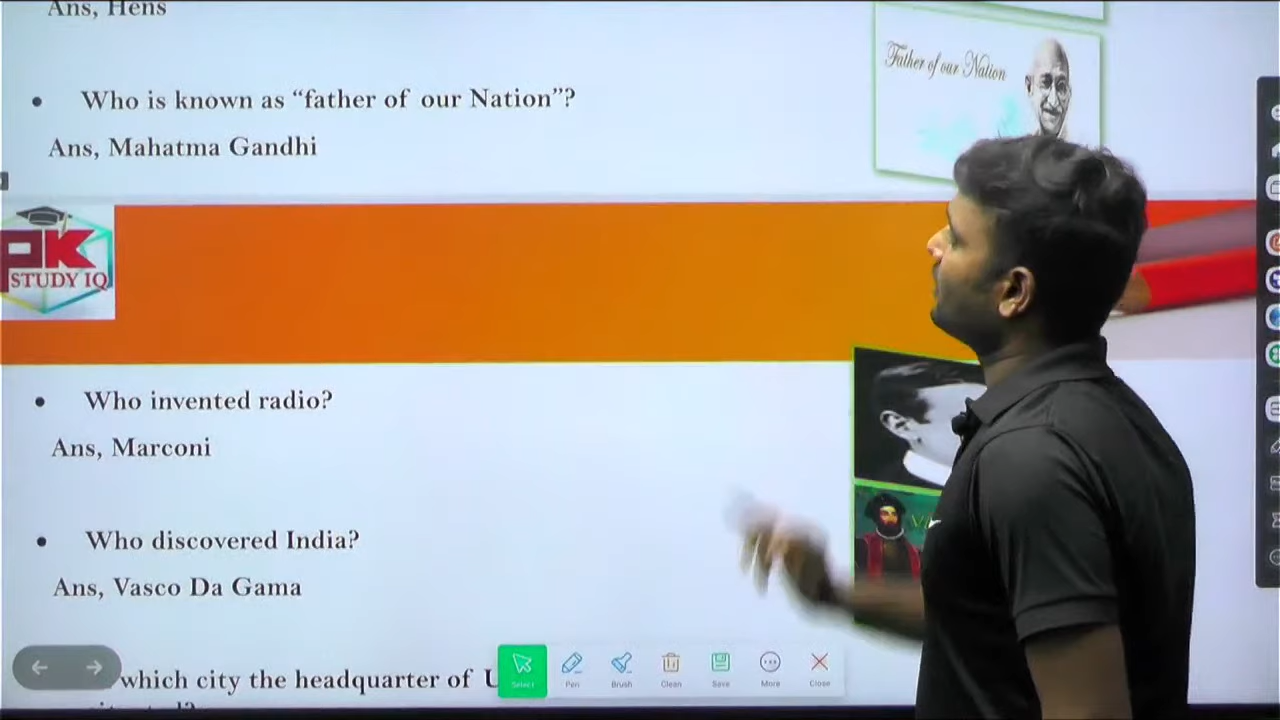 Ans, Hens
Father of our Nation
• Who is known as “father of our Nation”?
Ans, Mahatma Gandhi
PK
STUDY IQ
• Who invented radio?
Ans, Marconi
• Who discovered India?
Ans, Vasco Da Gama
which city the headquarter of U
Select
Pen
Brush
Clean
Save
More
Close